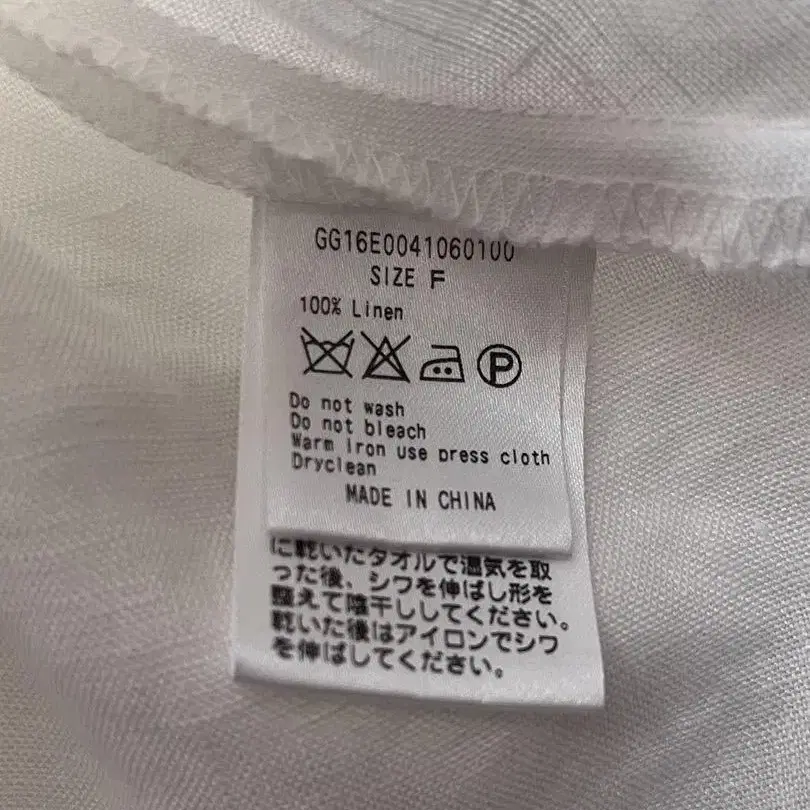 GG16E0041060100
SIZE F
100% Linen
P
Do not wash
Do not bleach
Warm iron use press cloth
Dryclean
MADE IN CHINA
に乾いたタオルで湿気を取
った後、シワを伸ばし形を
整えて陰干ししてください。
乾いた後はアイロンでシワ
を伸ばしてください。